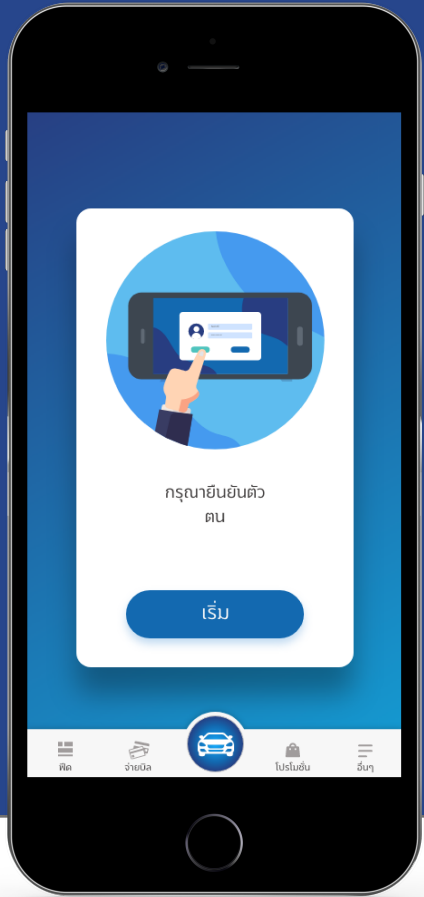 กรุณายืนยันตัว
ตน
เริ่ม
ฟีด
จ่ายบิล
โปรโมชั่น
อื่นๆ